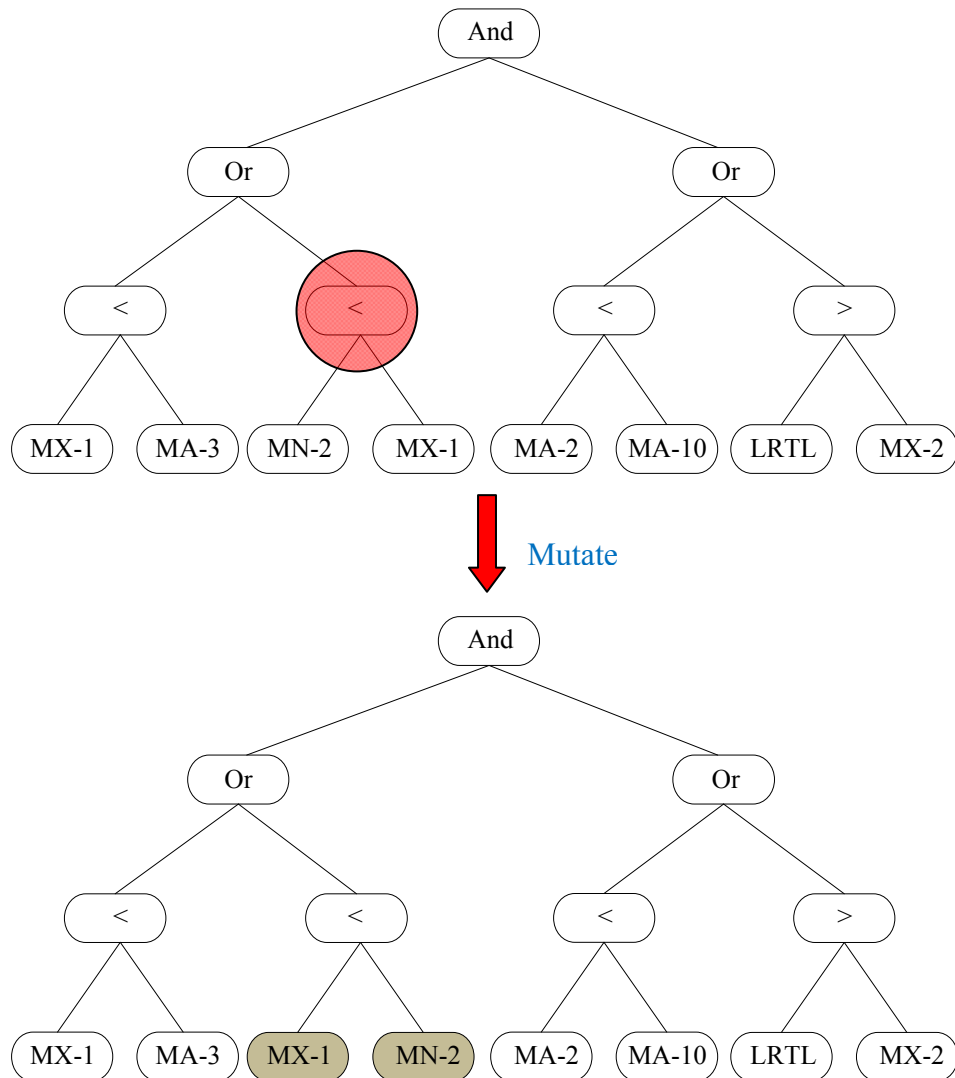 And
Or Or
< < < >
MX-1 MA-3 MN-2 MX-1 MA-2 MA-10 LRTL MX-2
Mutate
And
Or Or
< < < >
MX-1 MA-3 MX-1 MN-2 MA-2 MA-10 LRTL MX-2